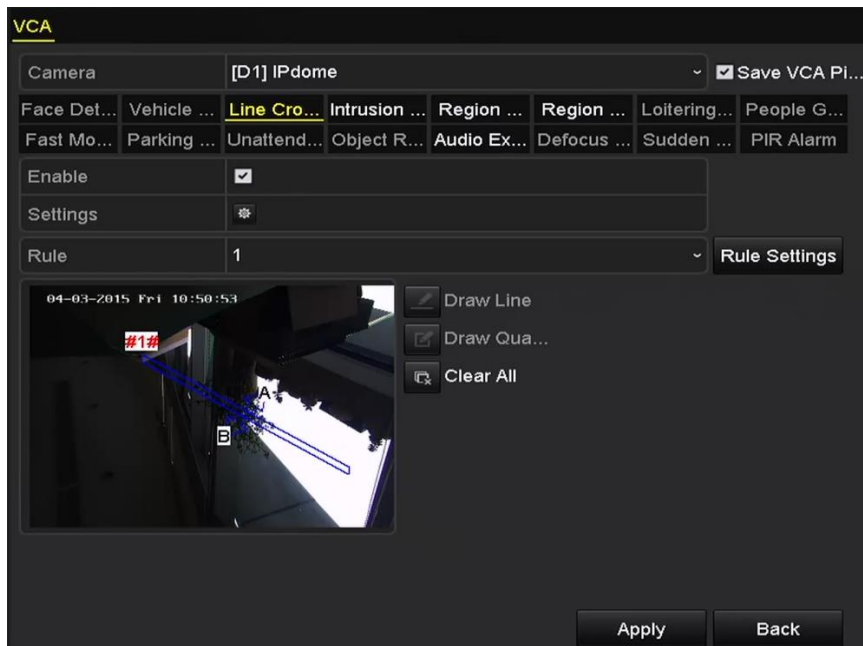 VCA
Camera [D1] IPdome Save VCA Pi...
Face Det... Vehicle ... Line Cro... Intrusion ... Region ... Region ... Loitering... People G...
Fast Mo... Parking ... Unattend... Object R... Audio Ex... Defocus ... Sudden ... PIR Alarm
Enable
Settings
Rule 1 Rule Settings
04-03-2015 Fri 10:50:53
#1#
A
B
Draw Line
Draw Qua...
Clear All
Apply Back